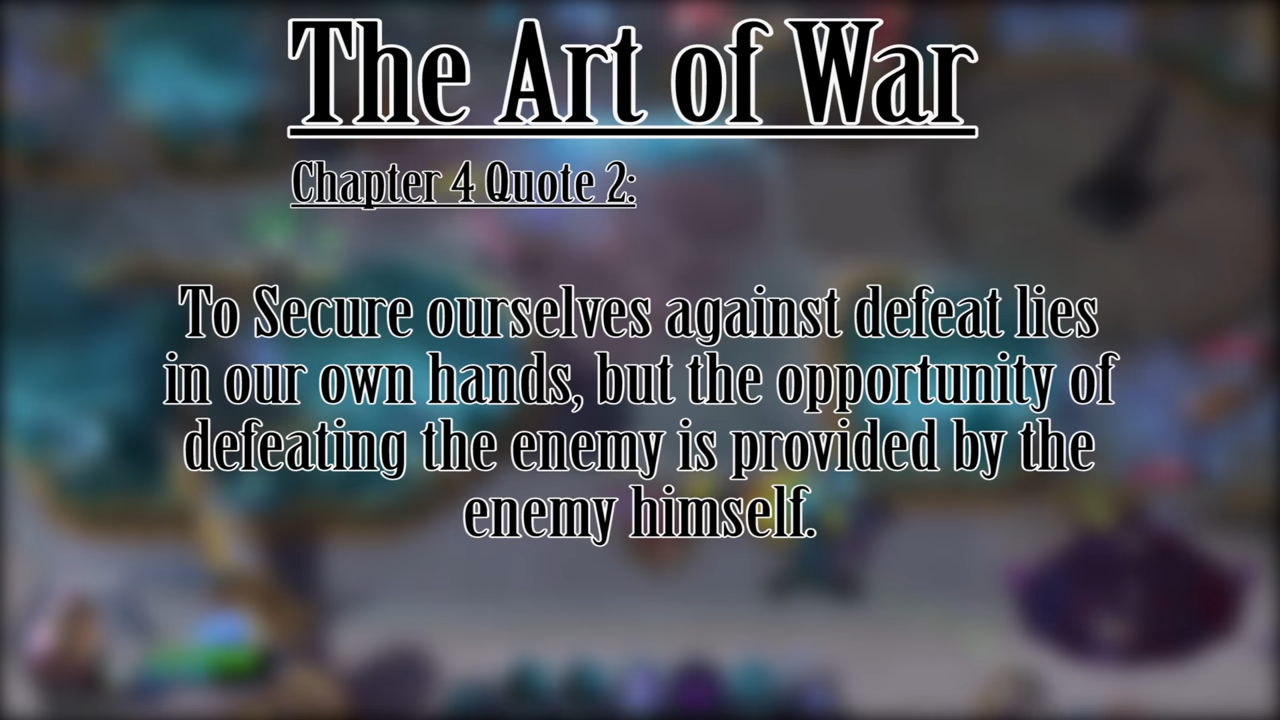 The Art of War
Chapter 4 Quote 2:
To Secure ourselves against defeat lies
in our own hands, but the opportunity of
defeating the enemy is provided by the
enemy himself.